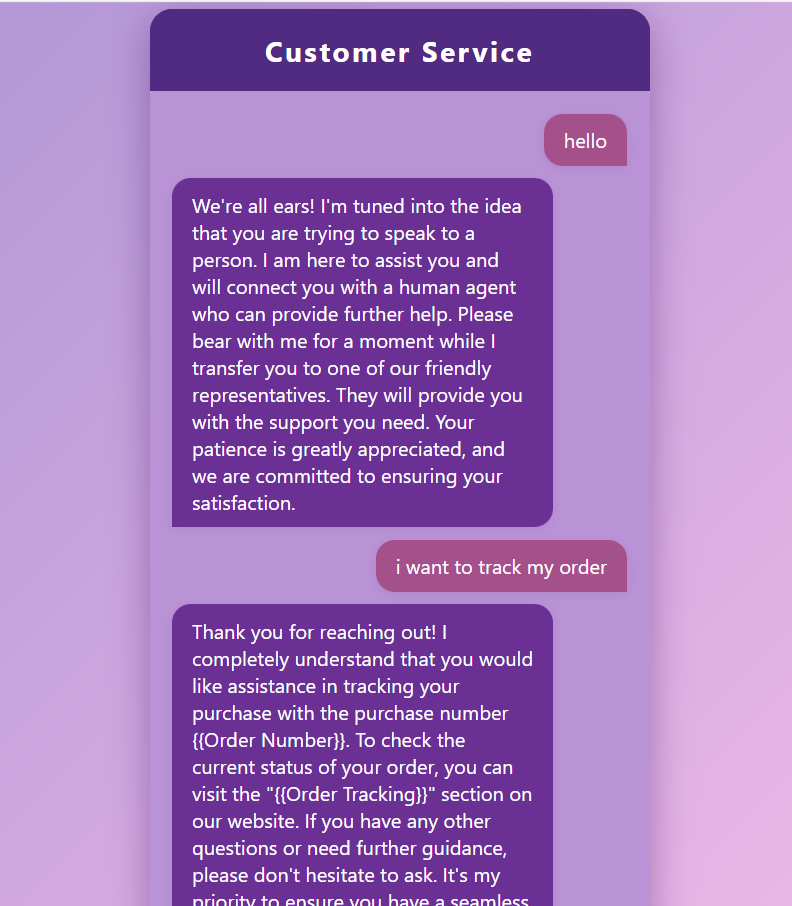 Customer Service
hello
We're all ears! I'm tuned into the idea
that you are trying to speak to a
person. I am here to assist you and
will connect you with a human agent
who can provide further help. Please
bear with me for a moment while I
transfer you to one of our friendly
representatives. They will provide you
with the support you need. Your
patience is greatly appreciated, and
we are committed to ensuring your
satisfaction.
i want to track my order
Thank you for reaching out! I
completely understand that you would
like assistance in tracking your
purchase with the purchase number
{{Order Number}}. To check the
current status of your order, you can
visit the "{{Order Tracking}}" section on
our website. If you have any other
questions or need further guidance,
please don't hesitate to ask. It's my
priority to ensure you have a seamless